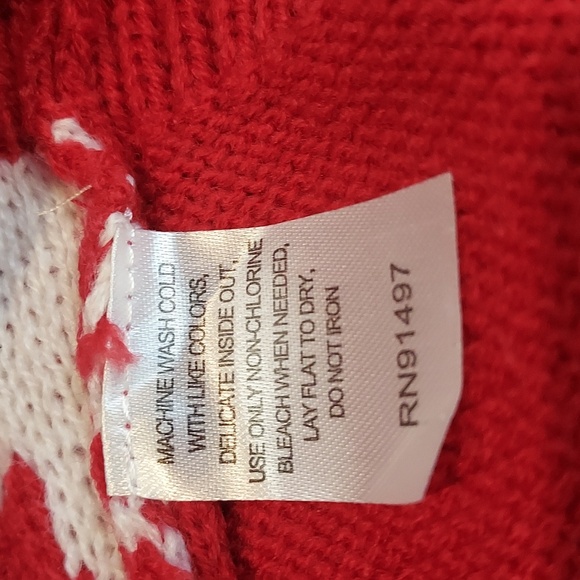 MACHINE WASH COLD
WITH LIKE COLORS,
DELICATE INSIDE OUT,
USE ONLY NON-CHLORINE
BLEACH WHEN NEEDED,
LAY FLAT TO DRY,
DO NOT IRON
RN91497